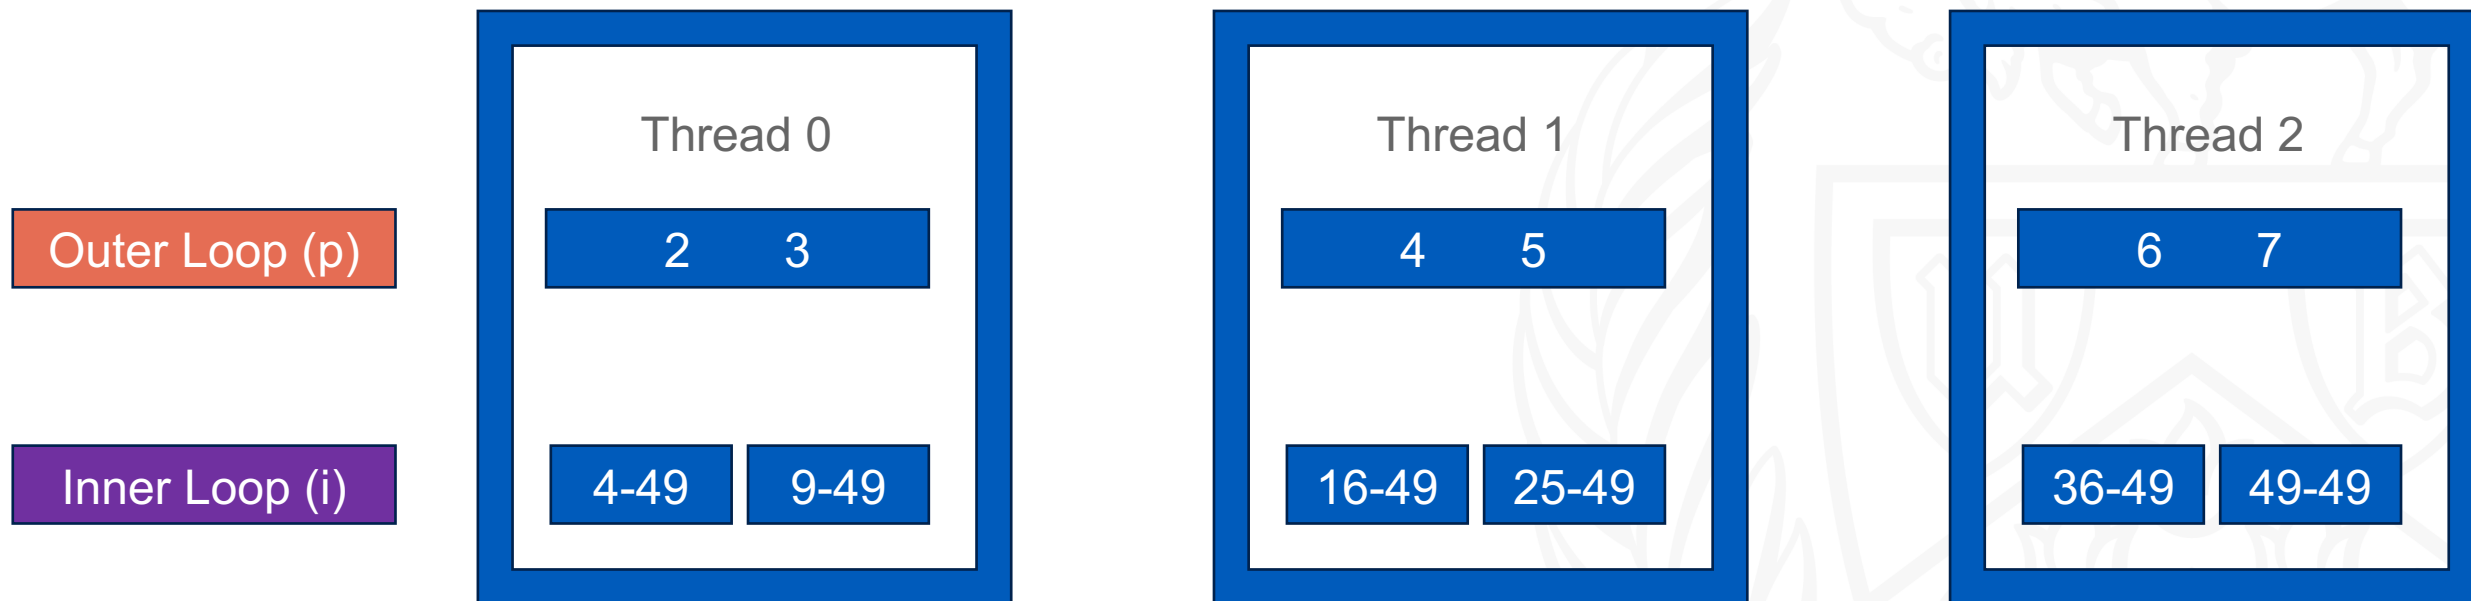 Thread 0
Thread 1
Thread 2
Outer Loop (p)
2 3
4 5
6 7
Inner Loop (i)
4-49
9-49
16-49
25-49
36-49
49-49